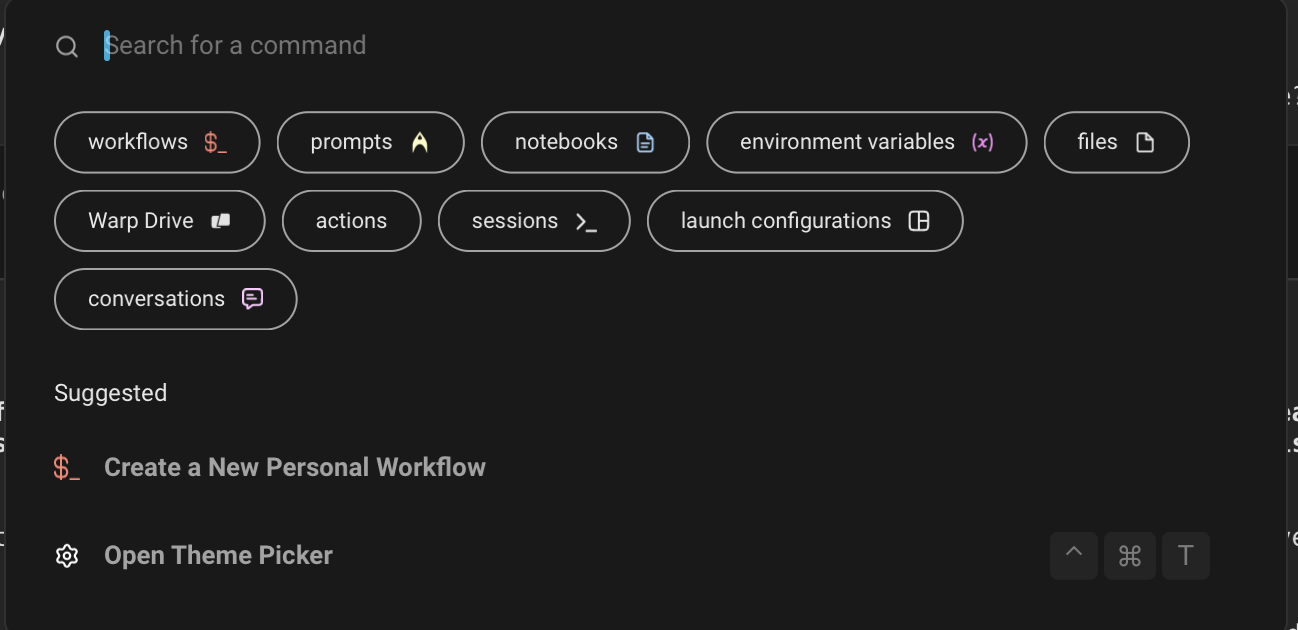 Search for a command
workflows $_ prompts notebooks environment variables (x) files
Warp Drive actions sessions >_ launch configurations
conversations
Suggested
$_ Create a New Personal Workflow
Open Theme Picker ^ ⌘ T